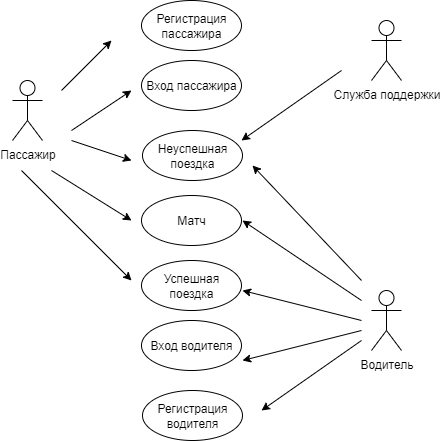 Регистрация
пассажира
Вход пассажира
Служба поддержки
Неуспешная
поездка
Пассажир
Матч
Успешная
поездка
Вход водителя
Водитель
Регистрация
водителя